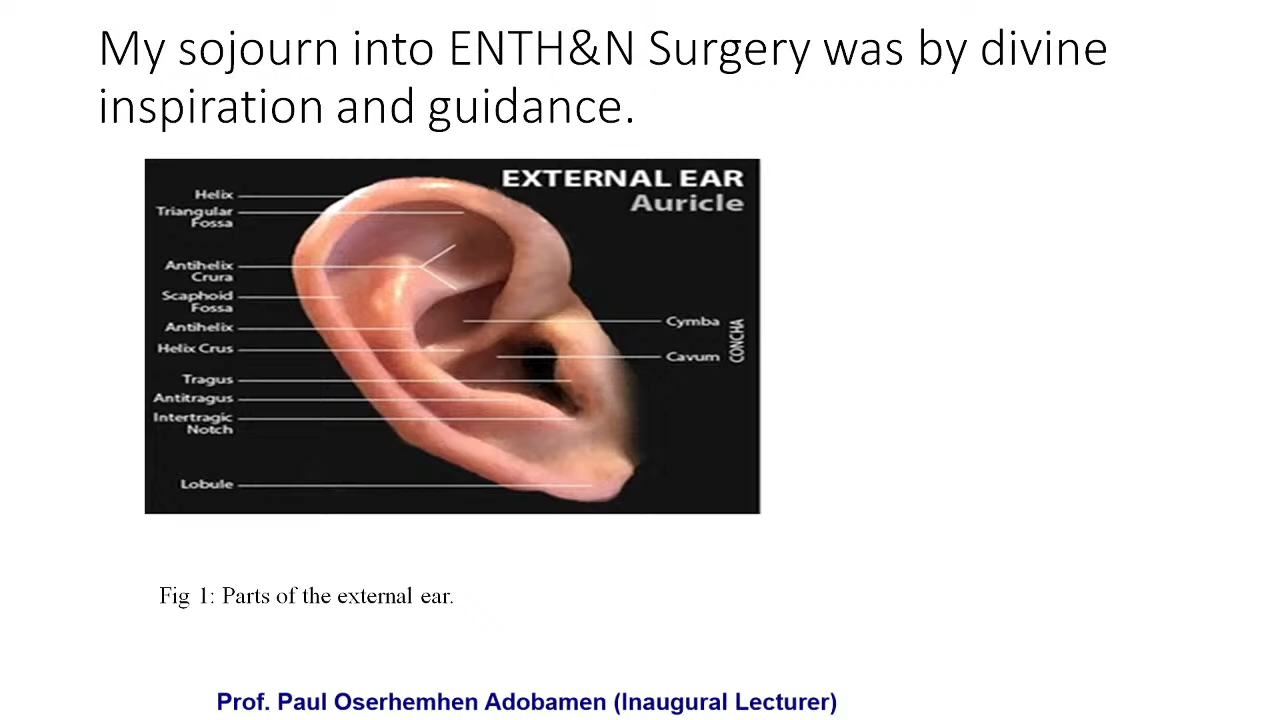 My sojourn into ENTH&N Surgery was by divine
inspiration and guidance.
EXTERNAL EAR
Auricle
Helix
Triangular
Fossa
Antihelix
Crura
Scaphoid
Fossa
Antihelix
Helix Crus
Tragus
Antitragus
Intertragic
Notch
Lobule
Cymba
Cavum
CONCHA
Fig 1: Parts of the external ear.
Prof. Paul Oserhemhen Adobamen (Inaugural Lecturer)